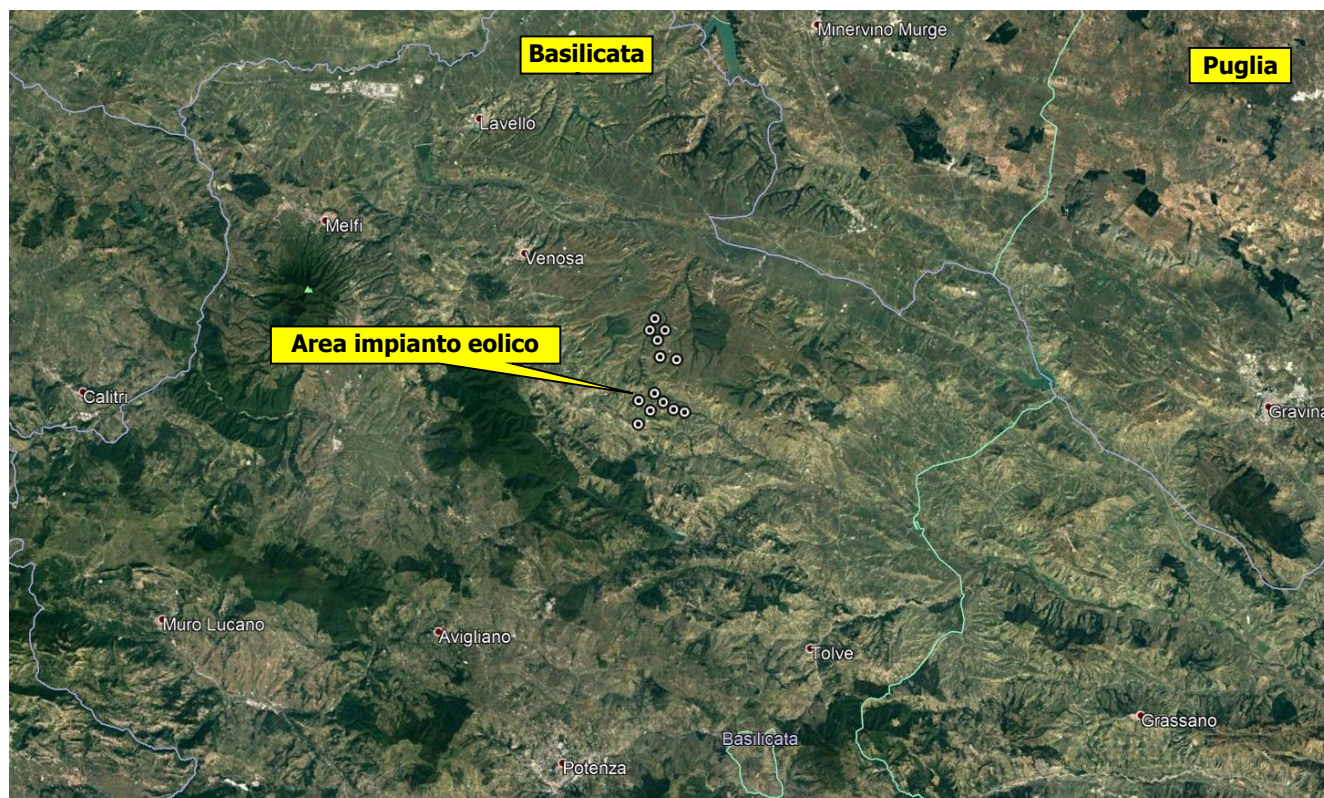 Minervino Murge
Basilicata
Puglia
Lavello
Melfi
Venosa
Area impianto eolico
Calitri
Gravina
Muro Lucano
Avigliano
Tolve
Grassano
Basilicata
Potenza